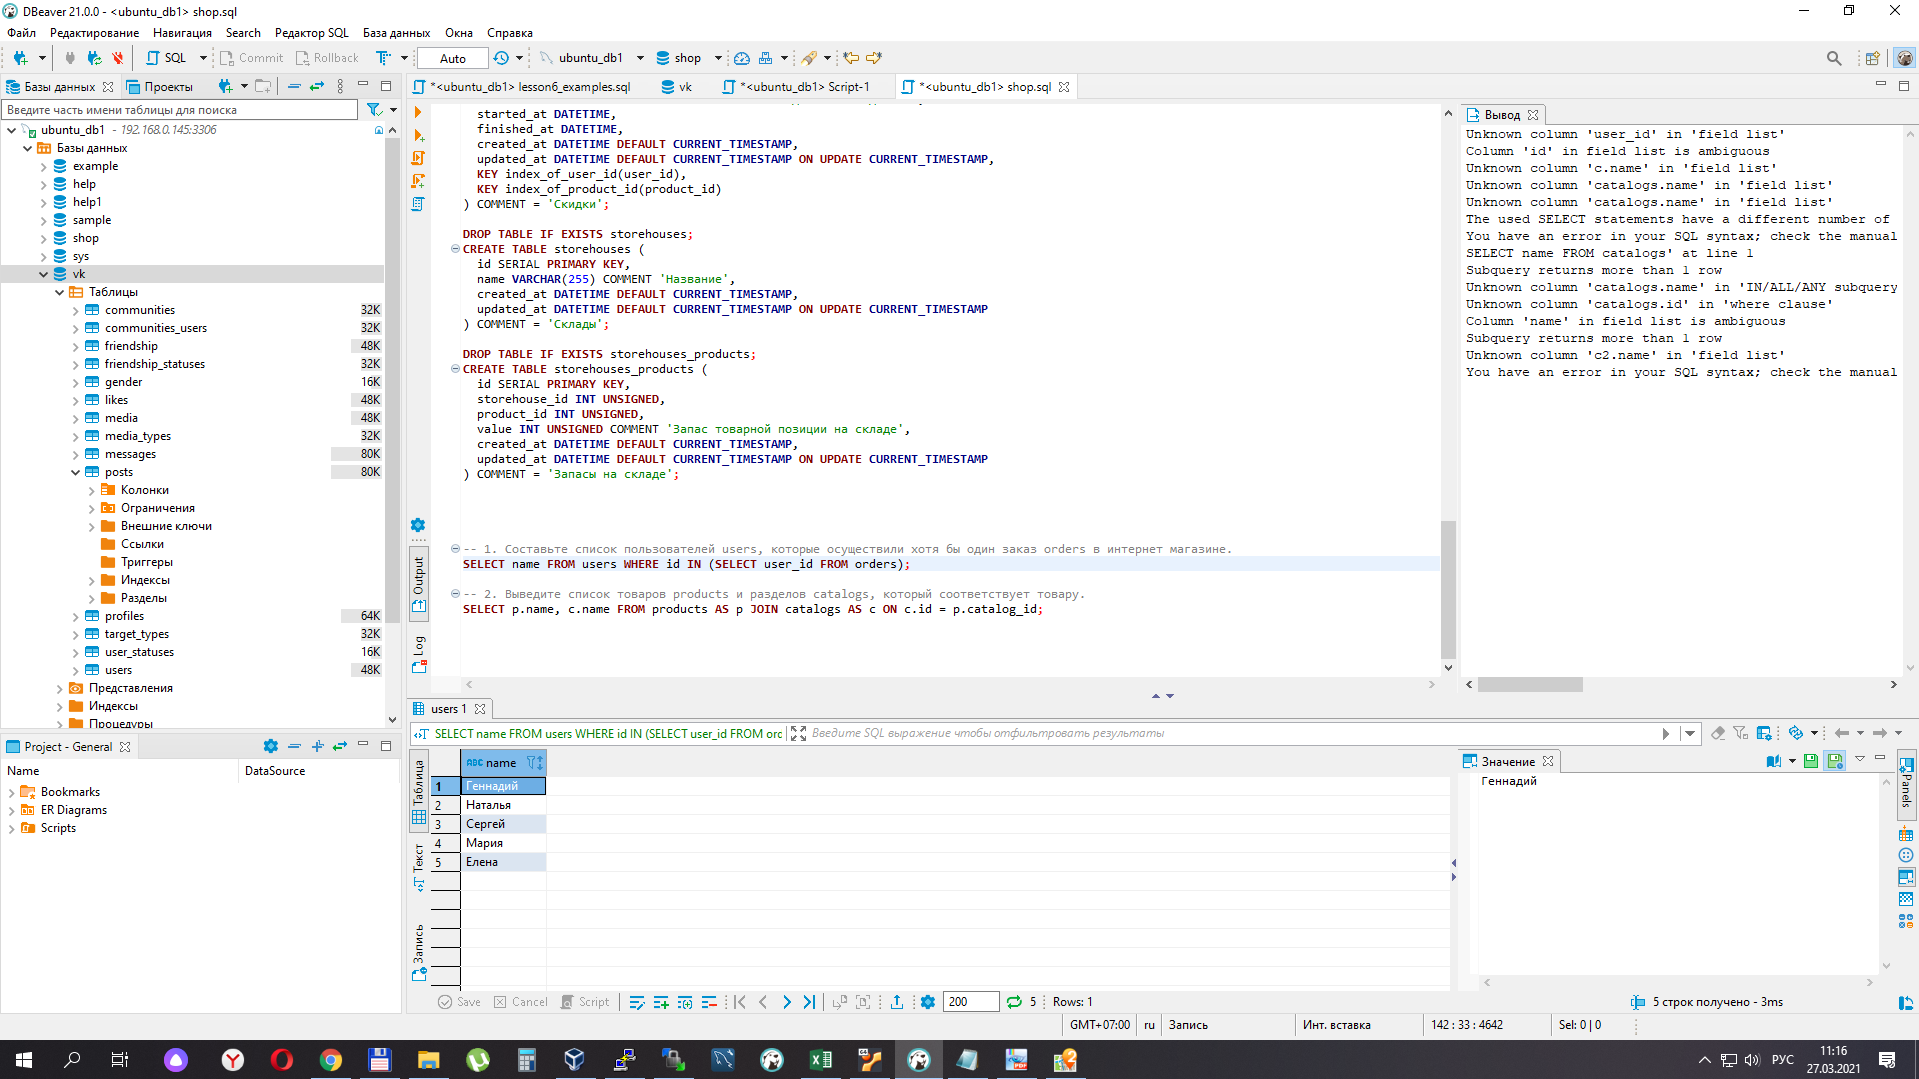 DBeaver 21.0.0 - <ubuntu_db1> shop.sql
Файл Редактирование Навигация Search Редактор SQL База данных Окна Справка
SQL Commit Rollback Auto ubuntu_db1 shop
Базы данных Проекты
Введите часть имени таблицы для поиска
ubuntu_db1 - 192.168.0.145:3306
Базы данных
example
help
help1
sample
shop
sys
vk
Таблицы
communities 32K
communities_users 32K
friendship 48K
friendship_statuses 32K
gender 16K
likes 48K
media 48K
media_types 32K
messages 80K
posts 80K
Колонки
Ограничения
Внешние ключи
Ссылки
Триггеры
Индексы
Разделы
profiles 64K
target_types 32K
user_statuses 16K
users 48K
Представления
Индексы
Процедуры
Project - General
Name DataSource
Bookmarks
ER Diagrams
Scripts
*<ubuntu_db1> lesson6_examples.sql vk *<ubuntu_db1> Script-1 *<ubuntu_db1> shop.sql
started_at DATETIME,
finished_at DATETIME,
created_at DATETIME DEFAULT CURRENT_TIMESTAMP,
updated_at DATETIME DEFAULT CURRENT_TIMESTAMP ON UPDATE CURRENT_TIMESTAMP,
KEY index_of_user_id(user_id),
KEY index_of_product_id(product_id)
) COMMENT = 'Скидки';
DROP TABLE IF EXISTS storehouses;
CREATE TABLE storehouses (
id SERIAL PRIMARY KEY,
name VARCHAR(255) COMMENT 'Название',
created_at DATETIME DEFAULT CURRENT_TIMESTAMP,
updated_at DATETIME DEFAULT CURRENT_TIMESTAMP ON UPDATE CURRENT_TIMESTAMP
) COMMENT = 'Склады';
DROP TABLE IF EXISTS storehouses_products;
CREATE TABLE storehouses_products (
id SERIAL PRIMARY KEY,
storehouse_id INT UNSIGNED,
product_id INT UNSIGNED,
value INT UNSIGNED COMMENT 'Запас товарной позиции на складе',
created_at DATETIME DEFAULT CURRENT_TIMESTAMP,
updated_at DATETIME DEFAULT CURRENT_TIMESTAMP ON UPDATE CURRENT_TIMESTAMP
) COMMENT = 'Запасы на складе';
-- 1. Составьте список пользователей users, которые осуществили хотя бы один заказ orders в интернет магазине.
SELECT name FROM users WHERE id IN (SELECT user_id FROM orders);
-- 2. Выведите список товаров products и разделов catalogs, который соответствует товару.
SELECT p.name, c.name FROM products AS p JOIN catalogs AS c ON c.id = p.catalog_id;
Output
Log
Вывод
Unknown column 'user_id' in 'field list'
Column 'id' in field list is ambiguous
Unknown column 'c.name' in 'field list'
Unknown column 'catalogs.name' in 'field list'
Unknown column 'catalogs.name' in 'field list'
The used SELECT statements have a different number of
You have an error in your SQL syntax; check the manual
SELECT name FROM catalogs' at line 1
Subquery returns more than 1 row
Unknown column 'catalogs.name' in 'IN/ALL/ANY subquery
Unknown column 'catalogs.id' in 'where clause'
Column 'name' in field list is ambiguous
Subquery returns more than 1 row
Unknown column 'c2.name' in 'field list'
You have an error in your SQL syntax; check the manual
users 1
SELECT name FROM users WHERE id IN (SELECT user_id FROM orc Введите SQL выражение чтобы отфильтровать результаты
Таблица
Текст
Запись
ABC name
1 Геннадий
2 Наталья
3 Сергей
4 Мария
5 Елена
Значение
Геннадий
Panels
Save Cancel Script 200 5 Rows: 1 5 строк получено - 3ms
GMT+07:00 ru Запись Инт. вставка 142 : 33 : 4642 Sel: 0 | 0
РУС 11:16
27.03.2021